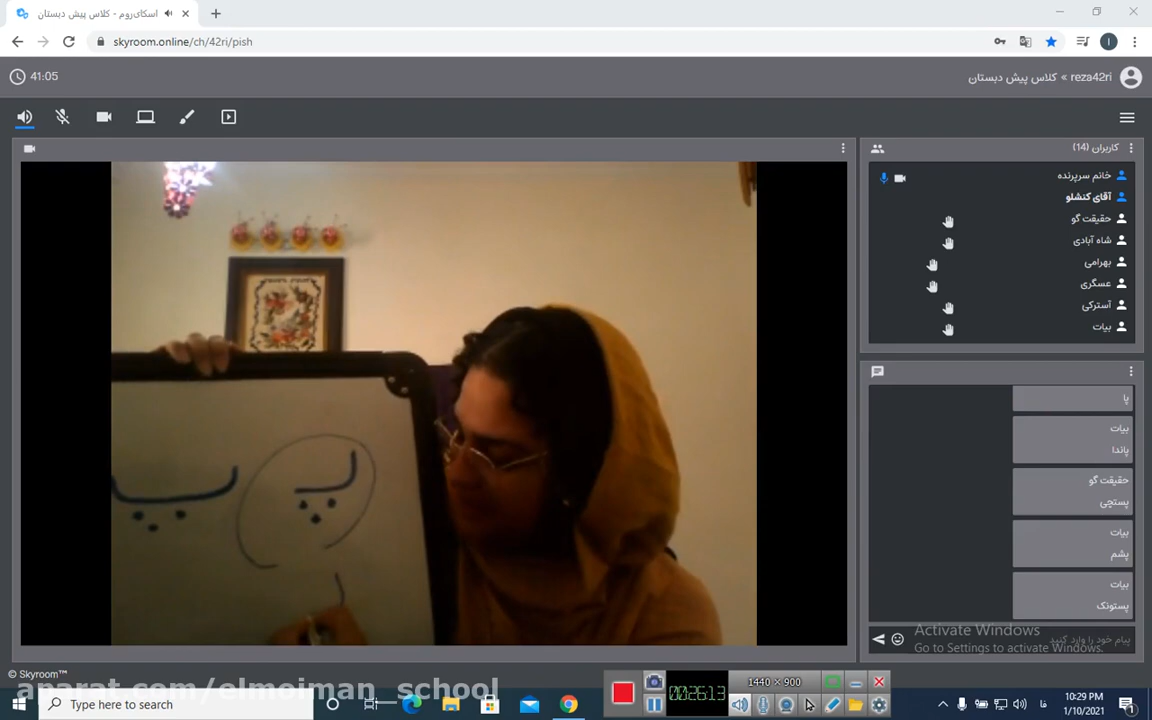 اسکای‌روم - کلاس پیش دبستان
skyroom.online/ch/42ri/pish
41:05
reza42ri » کلاس پیش دبستان
کاربران (14)
خانم سرپرنده
آقای کنشلو
حقیقت گو
شاه آبادی
بهرامی
عسگری
آسترکی
بیات
پ پ
پا
بیات
پاندا
حقیقت گو
پستچی
بیات
پشم
بیات
پستونک
پیام خود را وارد کنید
Activate Windows
Go to Settings to activate Windows.
© Skyroom™
aparat.com/elmoiman_school
1440 × 900
002613
Type here to search
فا
10:29 PM
1/10/2021
1
I